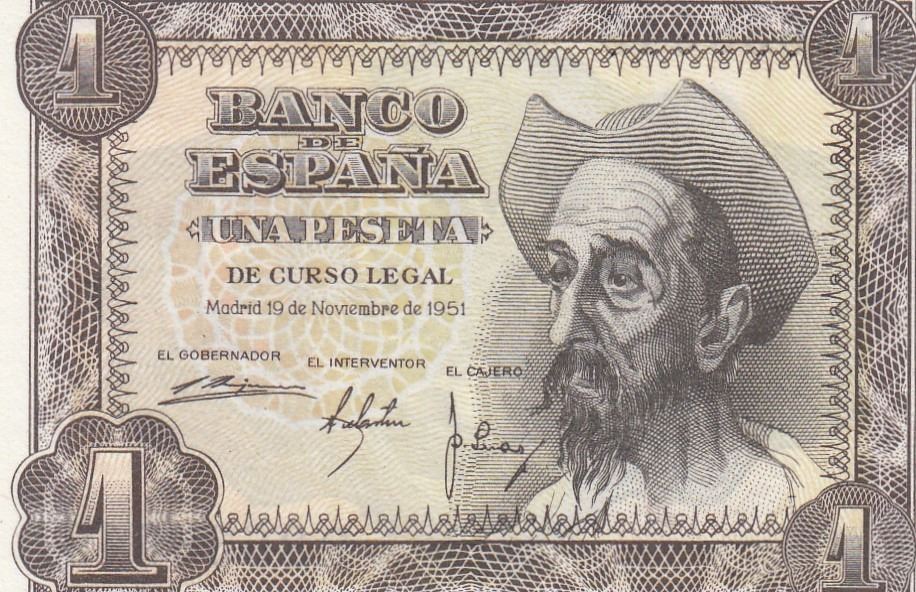 1
1
BANCO
DE
ESPAÑA
UNA PESETA
DE CURSO LEGAL
Madrid 19 de Noviembre de 1951
EL GOBERNADOR
EL INTERVENTOR
EL CAJERO
1
1